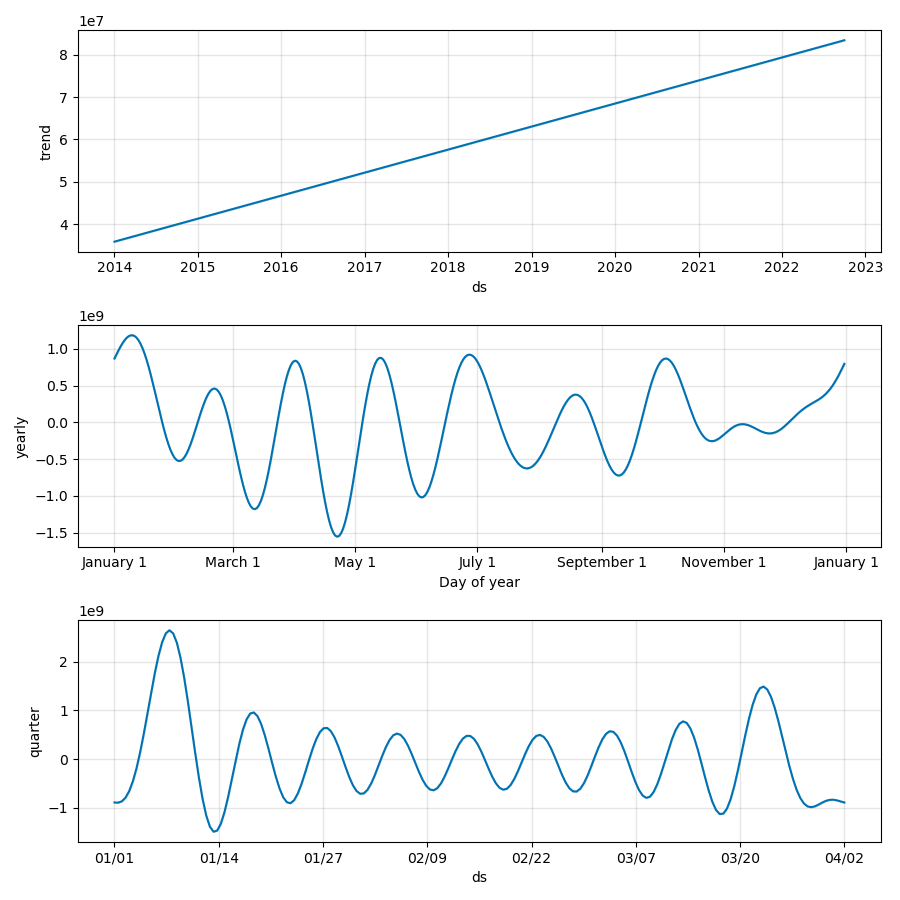 1e7
8
7
6
5
4
trend
2014 2015 2016 2017 2018 2019 2020 2021 2022 2023
ds
1e9
1.0
0.5
0.0
−0.5
−1.0
−1.5
yearly
January 1 March 1 May 1 July 1 September 1 November 1 January 1
Day of year
1e9
2
1
0
−1
quarter
01/01 01/14 01/27 02/09 02/22 03/07 03/20 04/02
ds